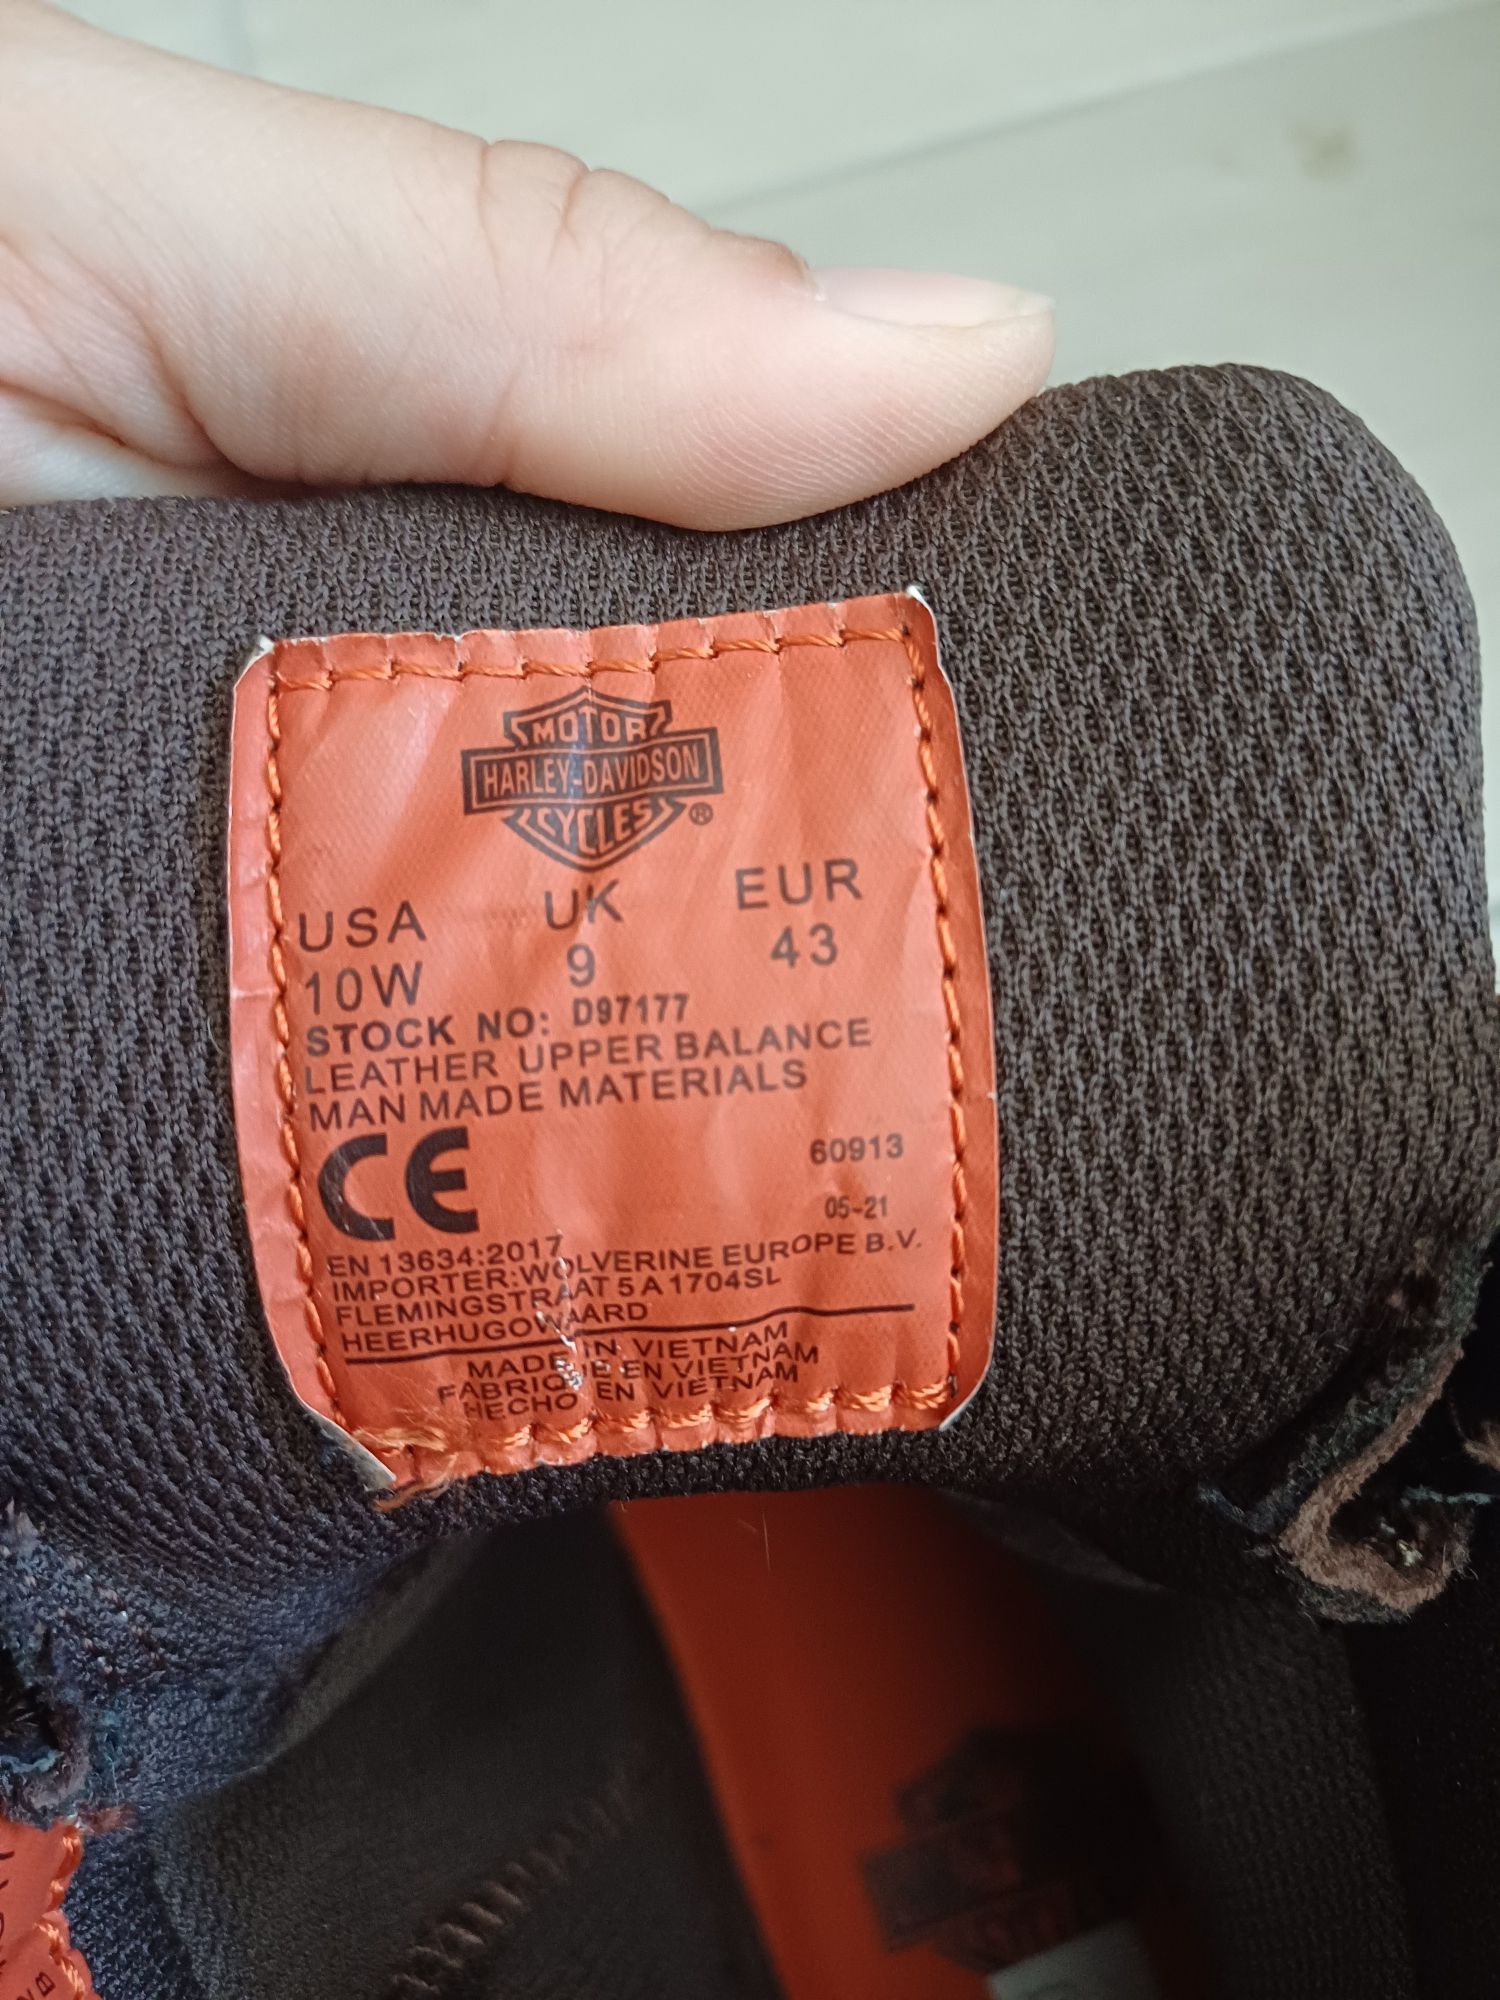 MOTOR
HARLEY-DAVIDSON
CYCLES
®
USA UK EUR
10W 9 43
STOCK NO: D97177
LEATHER UPPER BALANCE
MAN MADE MATERIALS
CE
60913
05-21
EN 13634:2017
IMPORTER:WOLVERINE EUROPE B.V.
FLEMINGSTRAAT 5 A 1704SL
HEERHUGOWAARD
MADE IN VIETNAM
FABRIQUE EN VIETNAM
HECHO EN VIETNAM